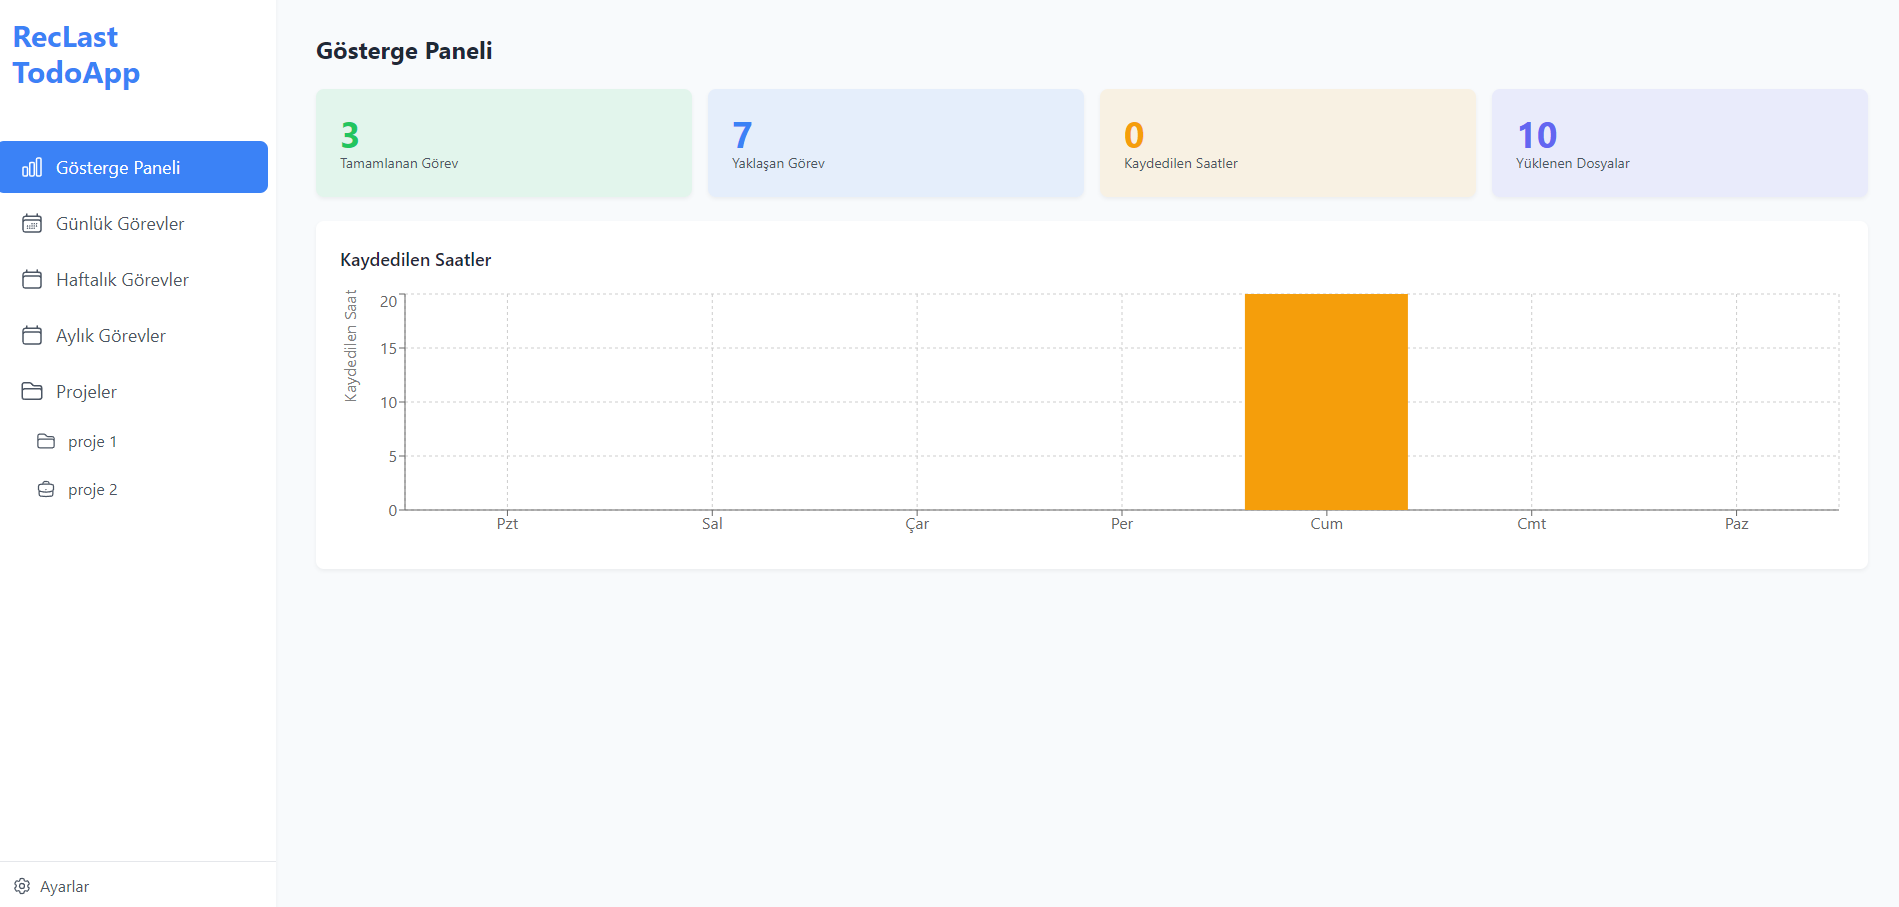 RecLast
TodoApp
Gösterge Paneli
Günlük Görevler
Haftalık Görevler
Aylık Görevler
Projeler
proje 1
proje 2
Ayarlar
Gösterge Paneli
3
Tamamlanan Görev
7
Yaklaşan Görev
0
Kaydedilen Saatler
10
Yüklenen Dosyalar
Kaydedilen Saatler
Kaydedilen Saat
20
15
10
5
0
Pzt Sal Çar Per Cum Cmt Paz